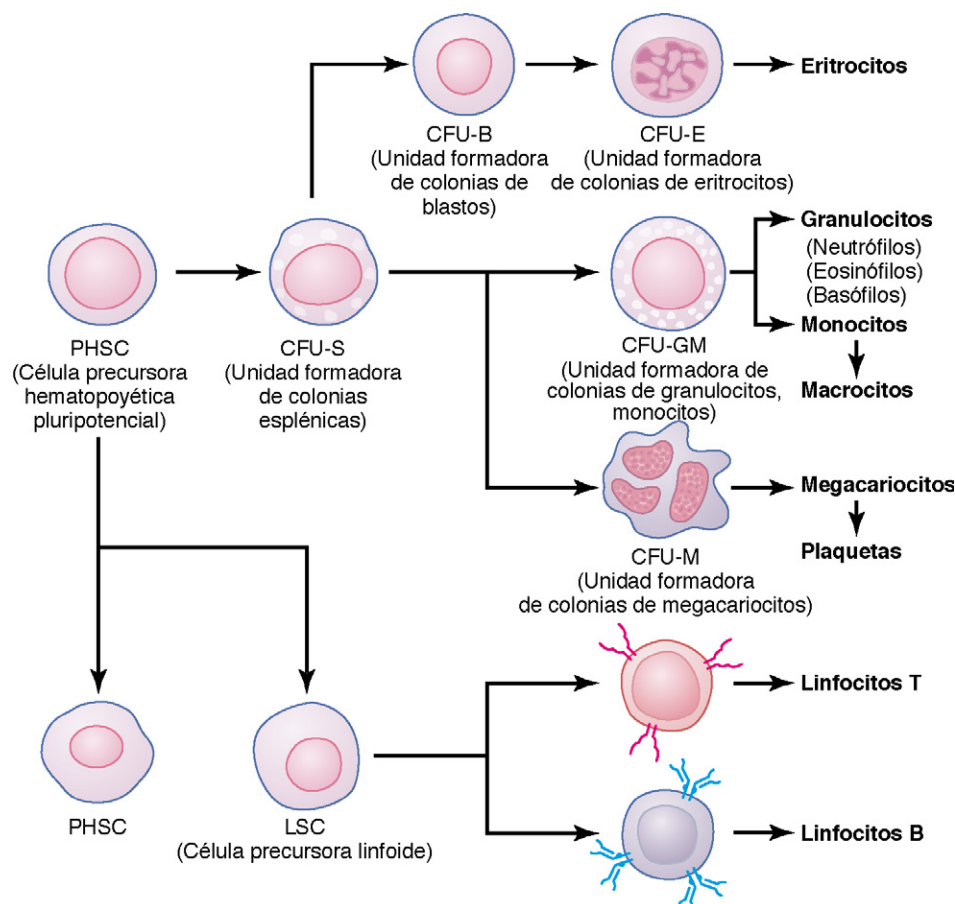 CFU-B
(Unidad formadora
de colonias de
blastos)
CFU-E
(Unidad formadora
de colonias de eritrocitos)
Eritrocitos
PHSC
(Célula precursora
hematopoyética
pluripotencial)
CFU-S
(Unidad formadora
de colonias
esplénicas)
CFU-GM
(Unidad formadora de
colonias de granulocitos,
monocitos)
Granulocitos
(Neutrófilos)
(Eosinófilos)
(Basófilos)
Monocitos
Macrocitos
CFU-M
(Unidad formadora
de colonias de megacariocitos)
Megacariocitos
Plaquetas
PHSC
LSC
(Célula precursora linfoide)
Linfocitos T
Linfocitos B